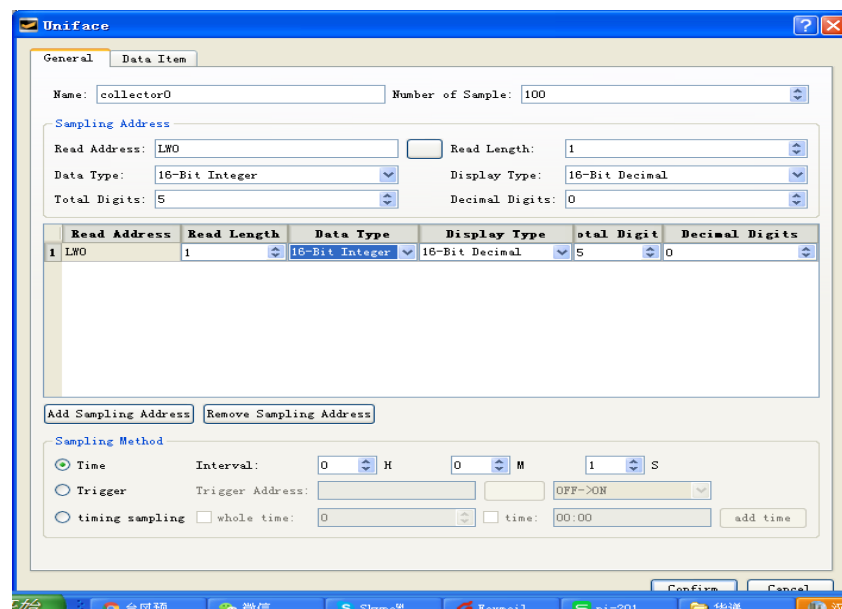 Uniface
General Data Item
Name: collector0 Number of Sample: 100
Sampling Address
Read Address: LW0 Read Length: 1
Data Type: 16-Bit Integer Display Type: 16-Bit Decimal
Total Digits: 5 Decimal Digits: 0
Read Address Read Length Data Type Display Type otal Digit Decimal Digits
1 LW0 1 16-Bit Integer 16-Bit Decimal 5 0
Add Sampling Address Remove Sampling Address
Sampling Method
Time Interval: 0 H 0 M 1 S
Trigger Trigger Address: OFF->ON
timing sampling whole time: 0 time: 00:00 add time
Confirm Cancel